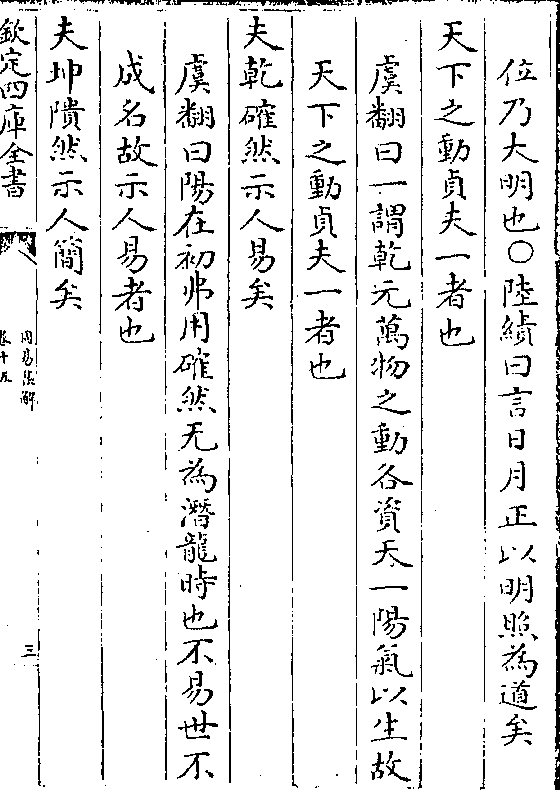 位乃大明也○陸績曰言日月正以明照為道矣
天下之動貞夫一者也
虞翻曰一謂乾元萬物之動各資天一陽氣以生故
天下之動貞夫一者也
夫乾確然示人易矣
虞翻曰陽在初弗用確然无為潛龍時也不易世不
成名故示人易者也
夫坤隤然示人簡矣
欽定四庫全書
周易集解
卷十五
三